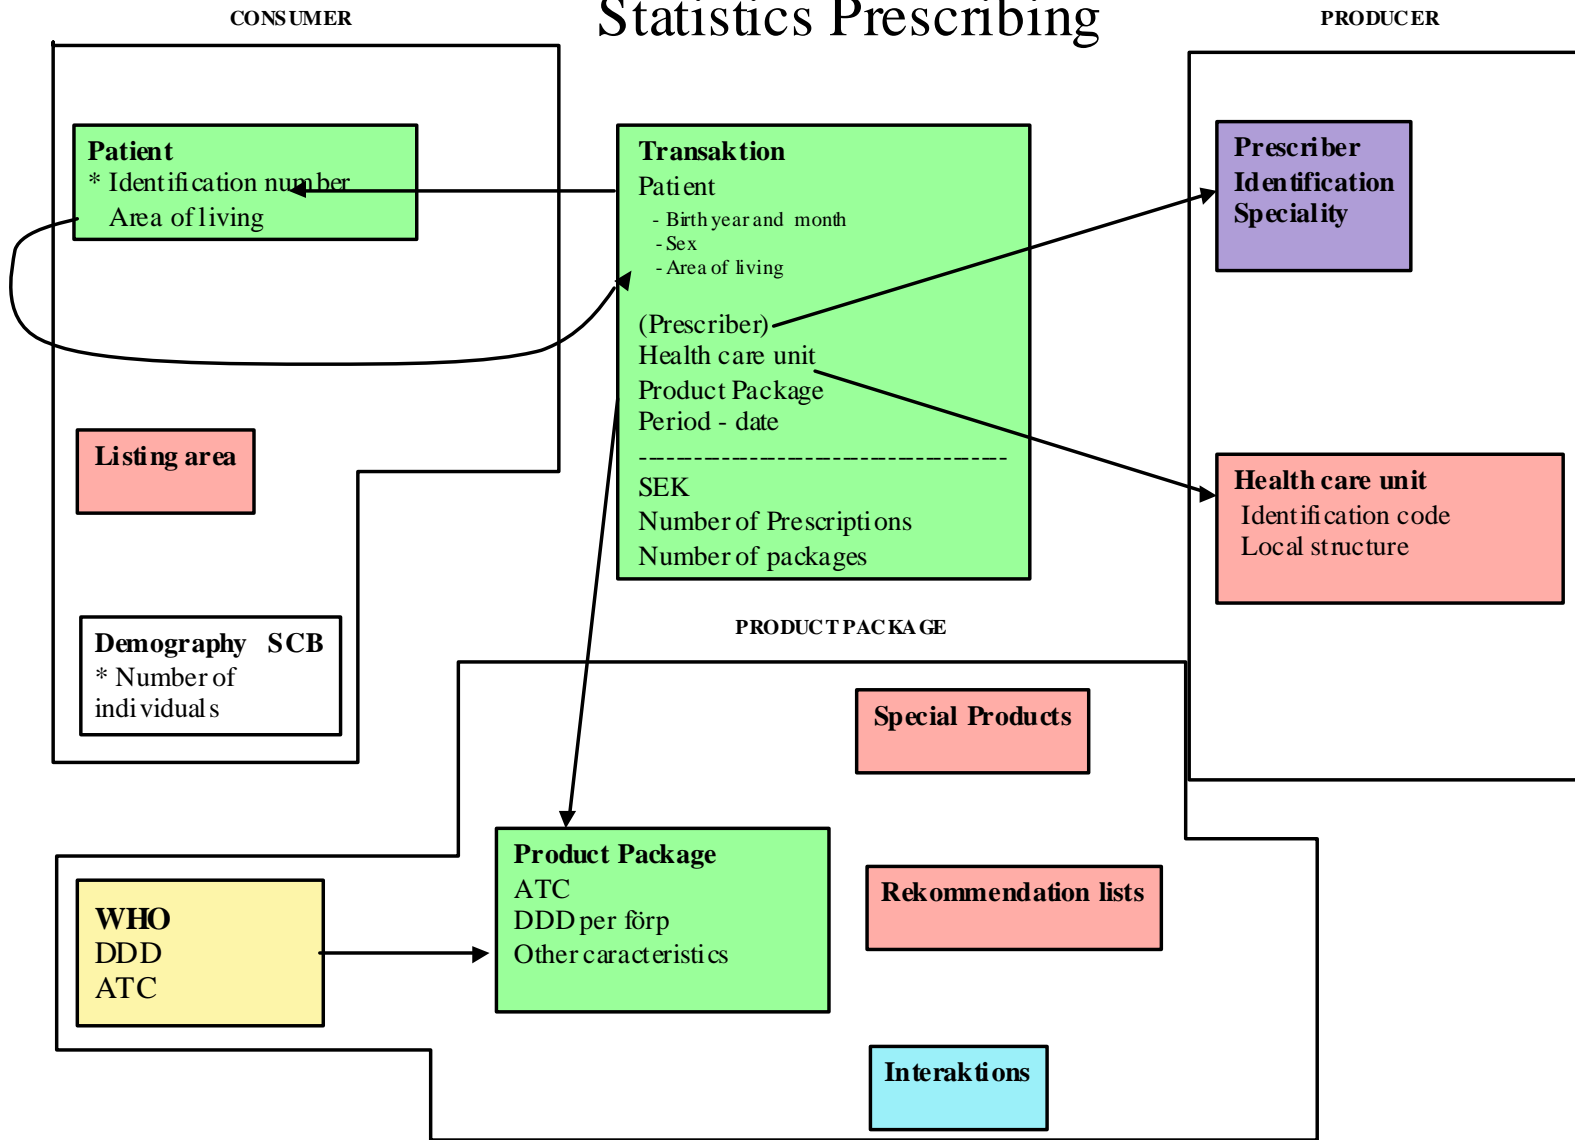 Statistics Prescribing
CONSUMER
PRODUCER
Patient
* Identification number
Area of living
Listing area
Demography SCB
* Number of
individuals
Transaktion
Patient
- Birth year and month
- Sex
- Area of living
(Prescriber)
Health care unit
Product Package
Period - date
----------------------------------------
SEK
Number of Prescriptions
Number of packages
Prescriber
Identification
Speciality
Health care unit
Identification code
Local structure
PRODUCT PACKAGE
Special Products
Product Package
ATC
DDD per förp
Other caracteristics
Rekommendation lists
WHO
DDD
ATC
Interaktions